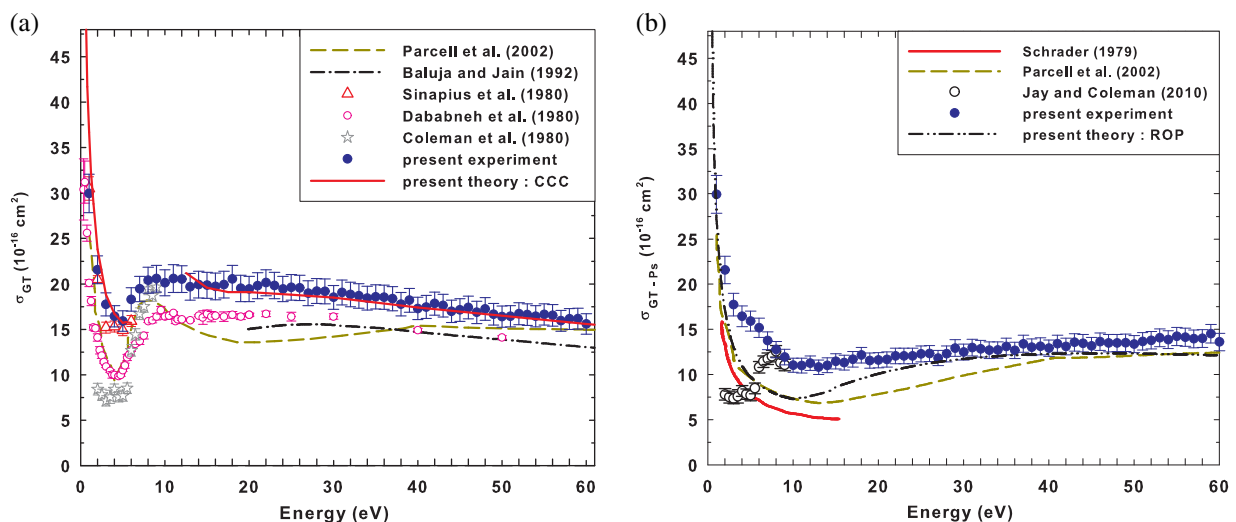 (a)
σ GT (10⁻¹⁶ cm²)
45
40
35
30
25
20
15
10
5
0
Parcell et al. (2002)
Baluja and Jain (1992)
Sinapius et al. (1980)
Dababneh et al. (1980)
Coleman et al. (1980)
present experiment
present theory : CCC
0 10 20 30 40 50 60
Energy (eV)
(b)
σ GT - Ps (10⁻¹⁶ cm²)
45
40
35
30
25
20
15
10
5
0
Schrader (1979)
Parcell et al. (2002)
Jay and Coleman (2010)
present experiment
present theory : ROP
0 10 20 30 40 50 60
Energy (eV)